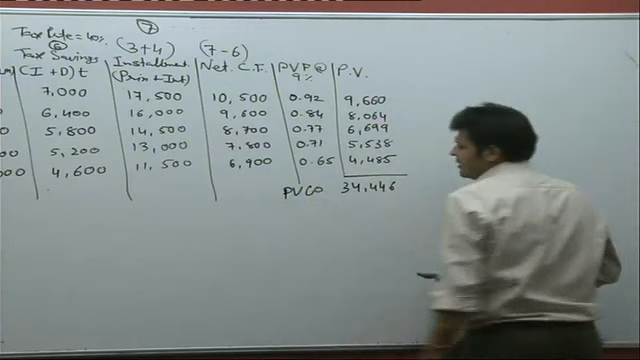 Tax Rate = 40%. 7
6 (3+4) (7-6)
Tax Savings Installment Net C.F. PVF@ P.V.
(I + D) t (Prin + Int) 9%
7,000 17,500 10,500 0.92 9,660
6,400 16,000 9,600 0.84 8,064
5,800 14,500 8,700 0.77 6,699
5,200 13,000 7,800 0.71 5,538
4,600 11,500 6,900 0.65 4,485
PVCO 34,446